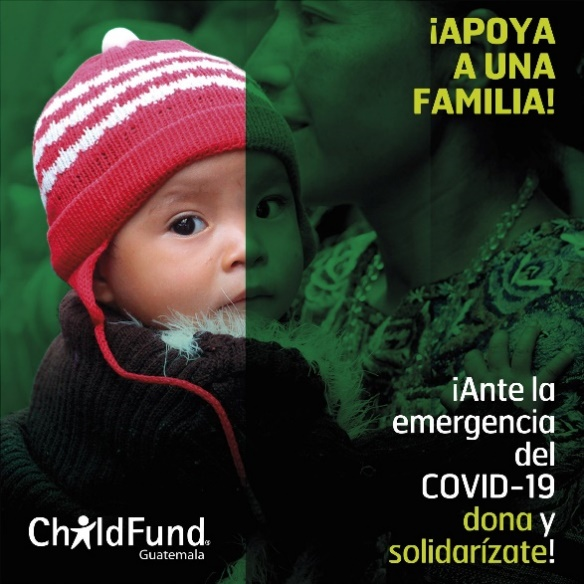 ¡APOYA
A UNA
FAMILIA!
¡Ante la
emergencia
del
COVID-19
dona y
solidarízate!
ChildFund®
Guatemala